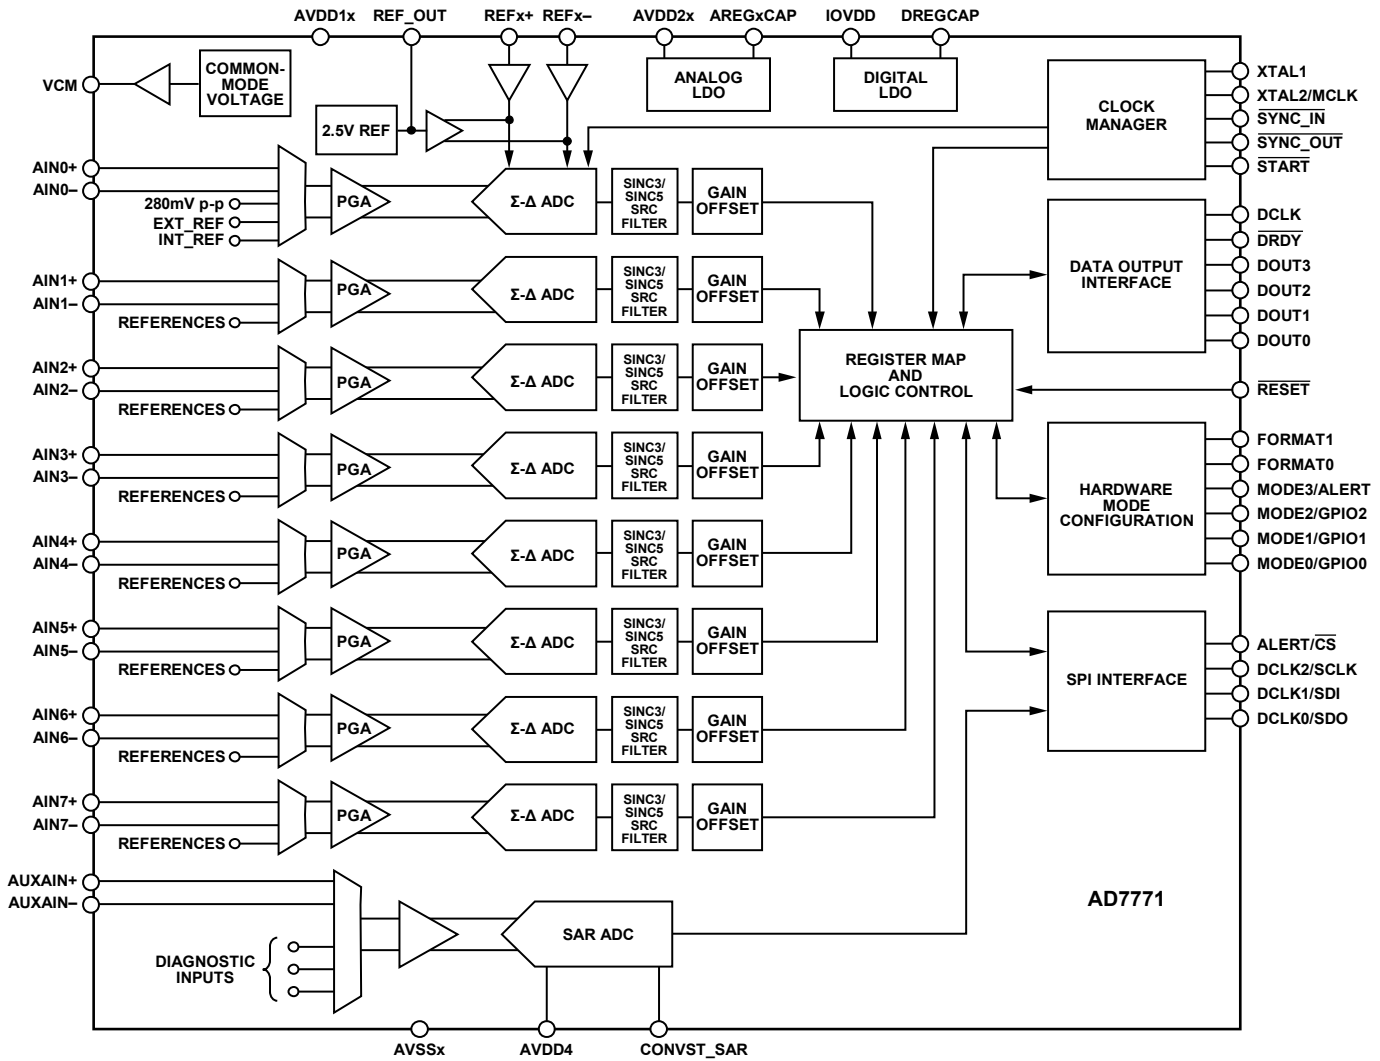 AVDD1x REF_OUT REFx+ REFx– AVDD2x AREGxCAP IOVDD DREGCAP
VCM
COMMON-
MODE
VOLTAGE
2.5V REF
ANALOG
LDO
DIGITAL
LDO
CLOCK
MANAGER
XTAL1
XTAL2/MCLK
SYNC_IN
SYNC_OUT
START
AIN0+
AIN0–
280mV p-p
EXT_REF
INT_REF
PGA
Σ-Δ ADC
SINC3/
SINC5
SRC
FILTER
GAIN
OFFSET
AIN1+
AIN1–
REFERENCES
PGA
Σ-Δ ADC
SINC3/
SINC5
SRC
FILTER
GAIN
OFFSET
DATA OUTPUT
INTERFACE
DCLK
DRDY
DOUT3
DOUT2
DOUT1
DOUT0
AIN2+
AIN2–
REFERENCES
PGA
Σ-Δ ADC
SINC3/
SINC5
SRC
FILTER
GAIN
OFFSET
REGISTER MAP
AND
LOGIC CONTROL
RESET
AIN3+
AIN3–
REFERENCES
PGA
Σ-Δ ADC
SINC3/
SINC5
SRC
FILTER
GAIN
OFFSET
HARDWARE
MODE
CONFIGURATION
FORMAT1
FORMAT0
MODE3/ALERT
MODE2/GPIO2
MODE1/GPIO1
MODE0/GPIO0
AIN4+
AIN4–
REFERENCES
PGA
Σ-Δ ADC
SINC3/
SINC5
SRC
FILTER
GAIN
OFFSET
AIN5+
AIN5–
REFERENCES
PGA
Σ-Δ ADC
SINC3/
SINC5
SRC
FILTER
GAIN
OFFSET
SPI INTERFACE
ALERT/CS
DCLK2/SCLK
DCLK1/SDI
DCLK0/SDO
AIN6+
AIN6–
REFERENCES
PGA
Σ-Δ ADC
SINC3/
SINC5
SRC
FILTER
GAIN
OFFSET
AIN7+
AIN7–
REFERENCES
PGA
Σ-Δ ADC
SINC3/
SINC5
SRC
FILTER
GAIN
OFFSET
AUXAIN+
AUXAIN–
DIAGNOSTIC
INPUTS
SAR ADC
AD7771
AVSSx AVDD4 CONVST_SAR